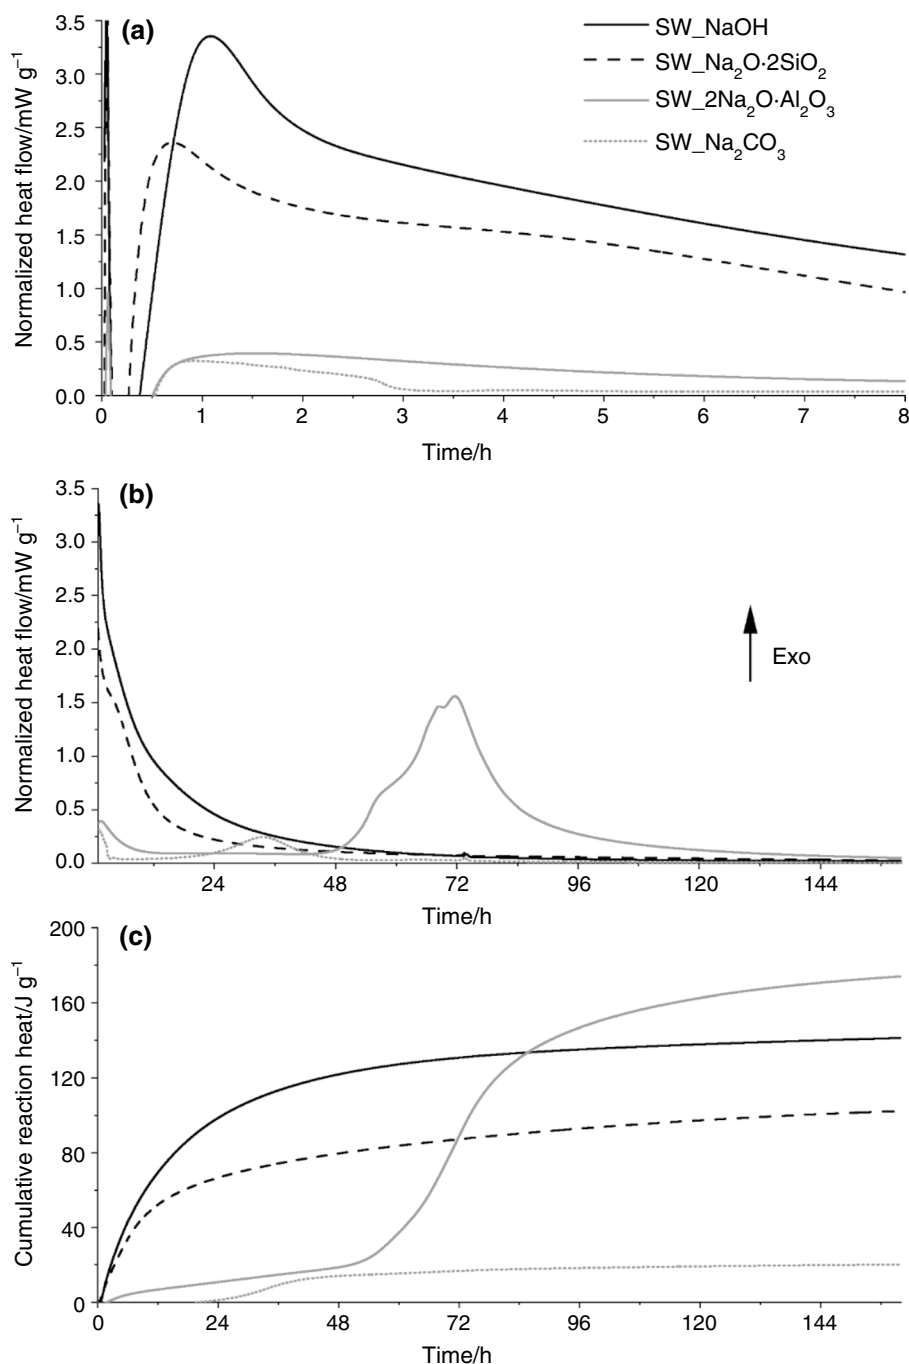 (a)
SW_NaOH
SW_Na₂O·2SiO₂
SW_2Na₂O·Al₂O₃
SW_Na₂CO₃
Normalized heat flow/mW g⁻¹
3.5
3.0
2.5
2.0
1.5
1.0
0.5
0.0
0 1 2 3 4 5 6 7 8
Time/h
(b)
Exo
Normalized heat flow/mW g⁻¹
3.5
3.0
2.5
2.0
1.5
1.0
0.5
0.0
24 48 72 96 120 144
Time/h
(c)
Cumulative reaction heat/J g⁻¹
200
160
120
80
40
0
0 24 48 72 96 120 144
Time/h